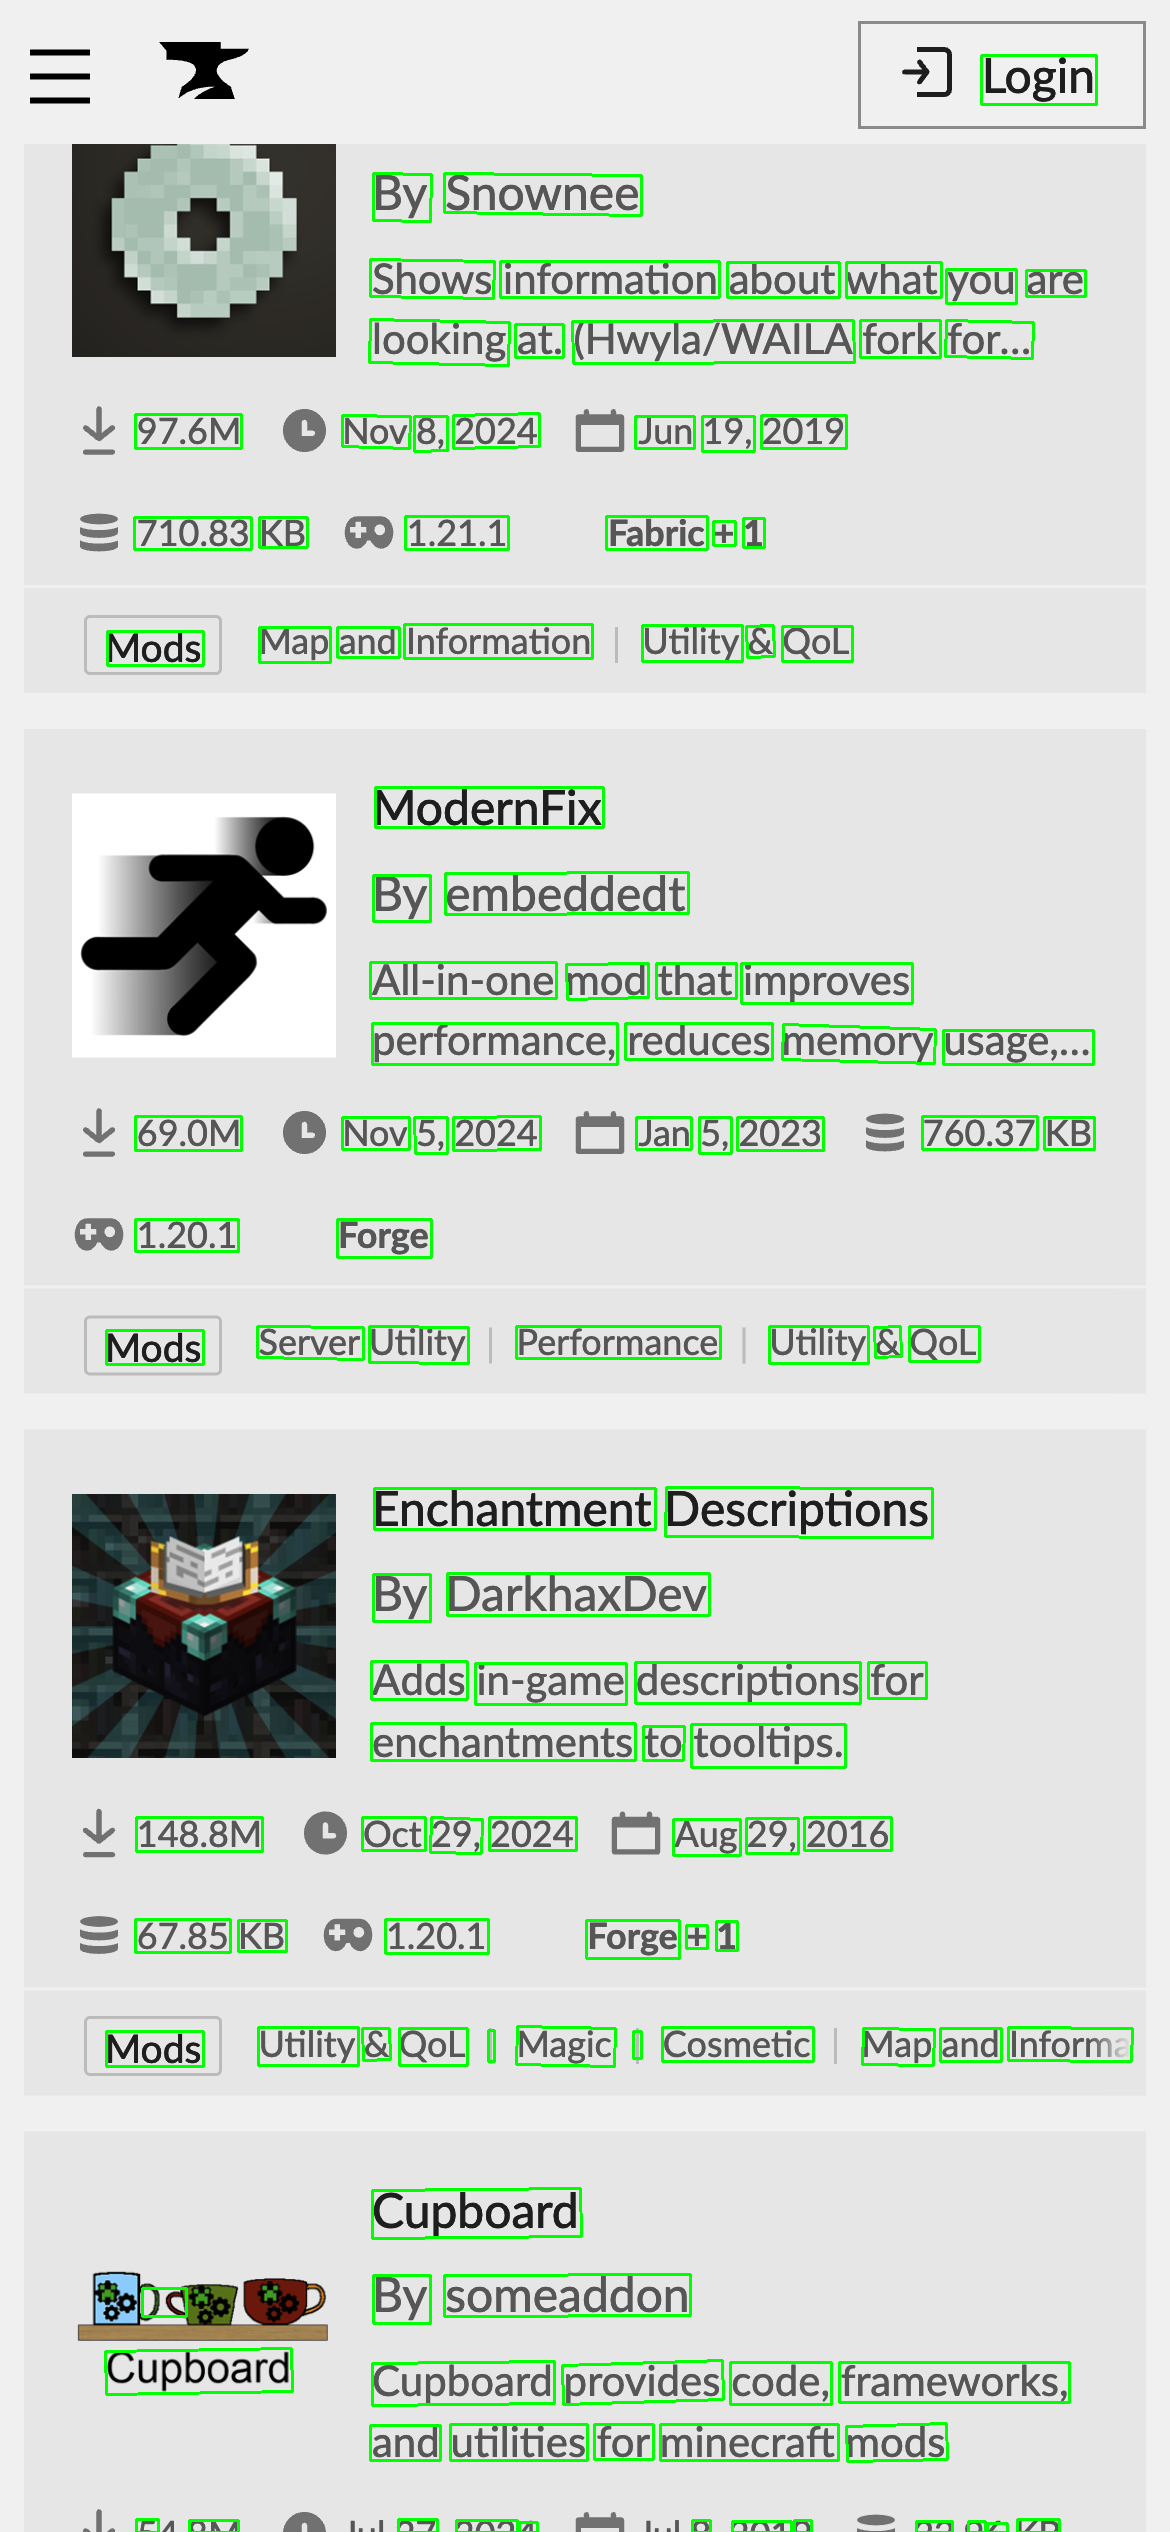 Login
By Snownee
Shows information about what you are
looking at. (Hwyla/WAILA fork for...
97.6M Nov 8, 2024 Jun 19, 2019
710.83 KB 1.21.1 Fabric + 1
Mods Map and Information | Utility & QoL
ModernFix
By embeddedt
All-in-one mod that improves
performance, reduces memory usage,...
69.0M Nov 5, 2024 Jan 5, 2023 760.37 KB
1.20.1 Forge
Mods Server Utility | Performance | Utility & QoL
Enchantment Descriptions
By DarkhaxDev
Adds in-game descriptions for
enchantments to tooltips.
148.8M Oct 29, 2024 Aug 29, 2016
67.85 KB 1.20.1 Forge + 1
Mods Utility & QoL | Magic | Cosmetic | Map and Informa
Cupboard
By someaddon
Cupboard
Cupboard provides code, frameworks,
and utilities for minecraft mods